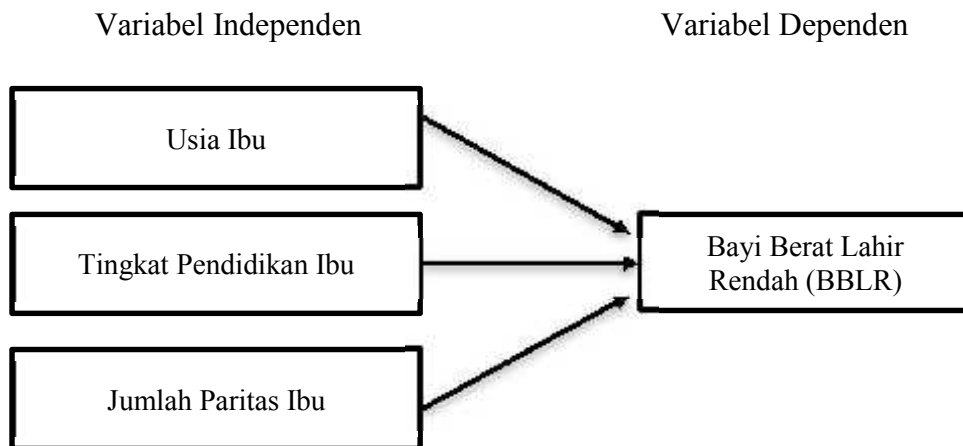 Variabel Independen
Variabel Dependen
Usia Ibu
Tingkat Pendidikan Ibu
Bayi Berat Lahir
Rendah (BBLR)
Jumlah Paritas Ibu